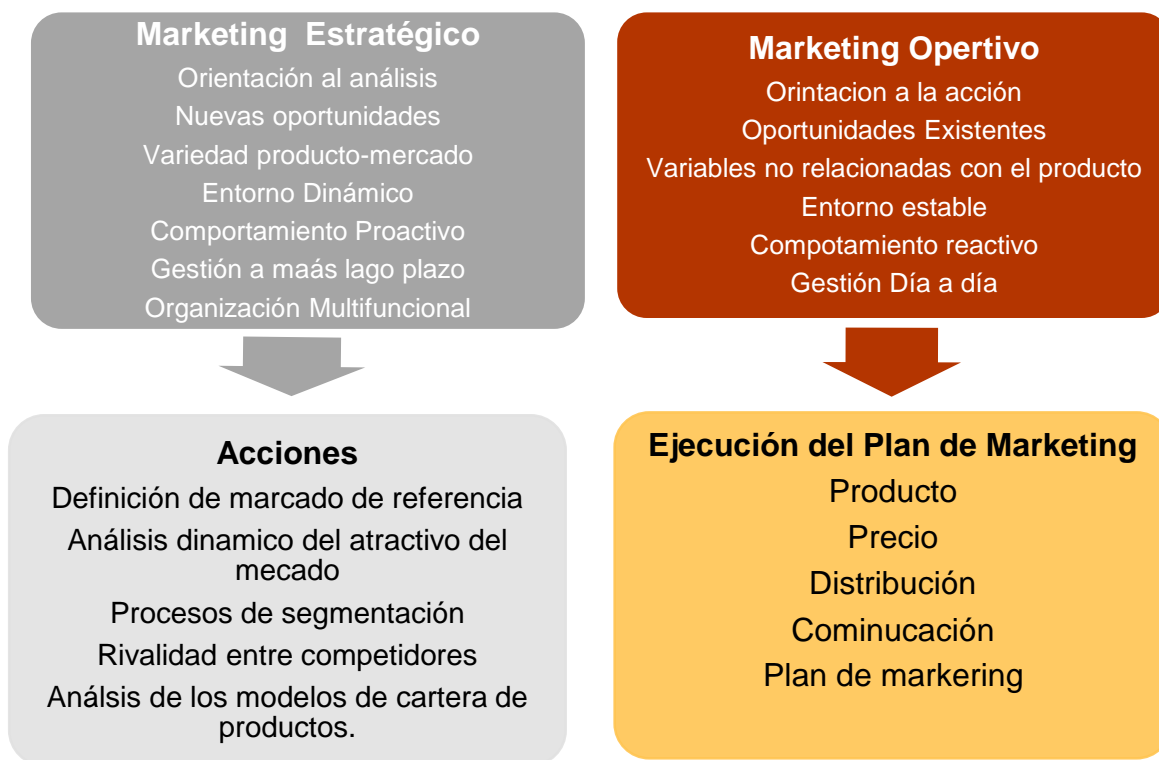 Marketing Estratégico
Orientación al análisis
Nuevas oportunidades
Variedad producto-mercado
Entorno Dinámico
Comportamiento Proactivo
Gestión a maás lago plazo
Organización Multifuncional
Marketing Opertivo
Orintacion a la acción
Oportunidades Existentes
Variables no relacionadas con el producto
Entorno estable
Compotamiento reactivo
Gestión Día a día
Acciones
Definición de marcado de referencia
Análisis dinamico del atractivo del
mecado
Procesos de segmentación
Rivalidad entre competidores
Análsis de los modelos de cartera de
productos.
Ejecución del Plan de Marketing
Producto
Precio
Distribución
Cominucación
Plan de markering